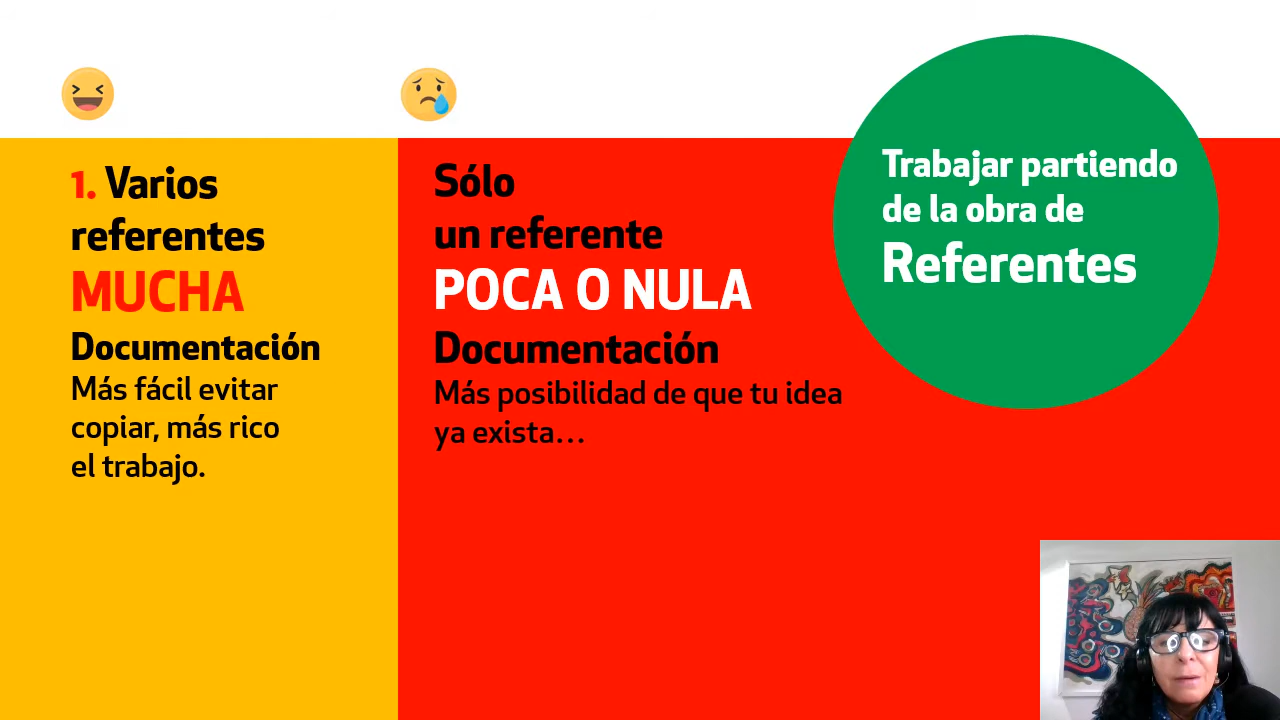 1. Varios
referentes
MUCHA
Documentación
Más fácil evitar
copiar, más rico
el trabajo.
Sólo
un referente
POCA O NULA
Documentación
Más posibilidad de que tu idea
ya exista...
Trabajar partiendo
de la obra de
Referentes